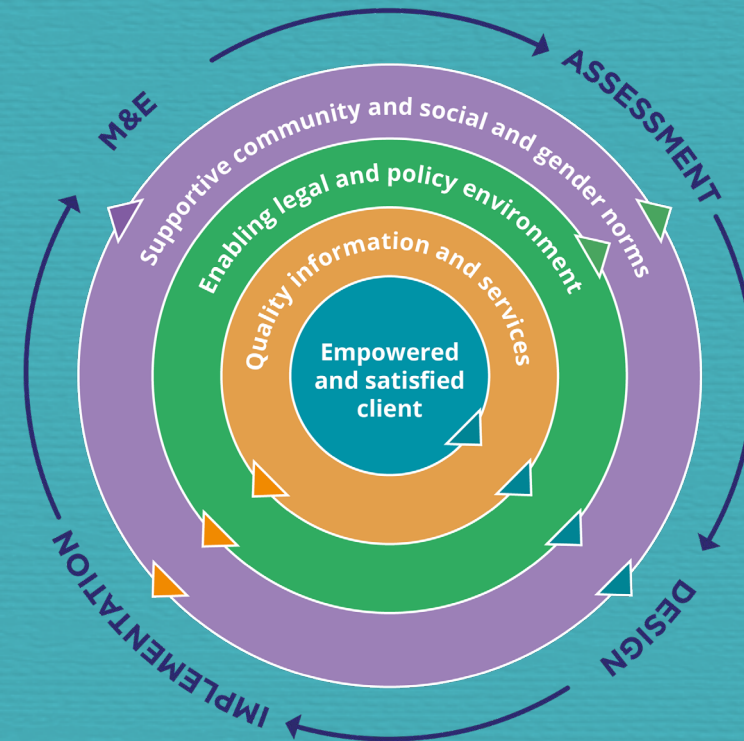 M&E
ASSESSMENT
DESIGN
IMPLEMENTATION
Supportive community and social and gender norms
Enabling legal and policy environment
Quality information and services
Empowered
and satisfied
client